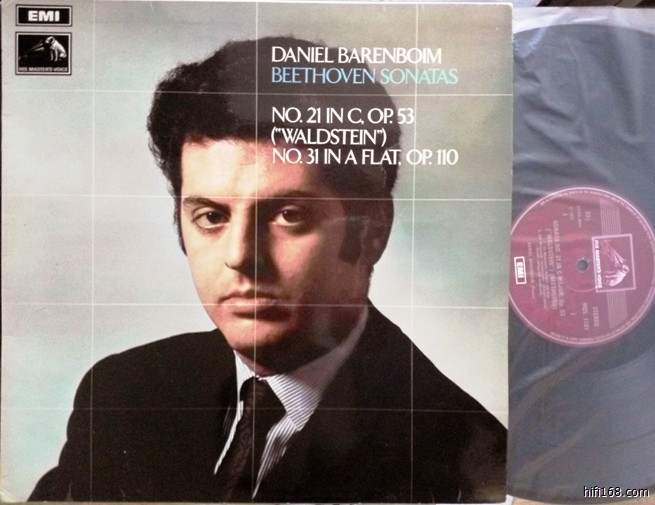 EMI
HIS MASTER'S VOICE
DANIEL BARENBOIM
BEETHOVEN SONATAS
NO. 21 IN C, OP. 53
("WALDSTEIN")
NO. 31 IN A FLAT, OP. 110
EMI
hifi168.com